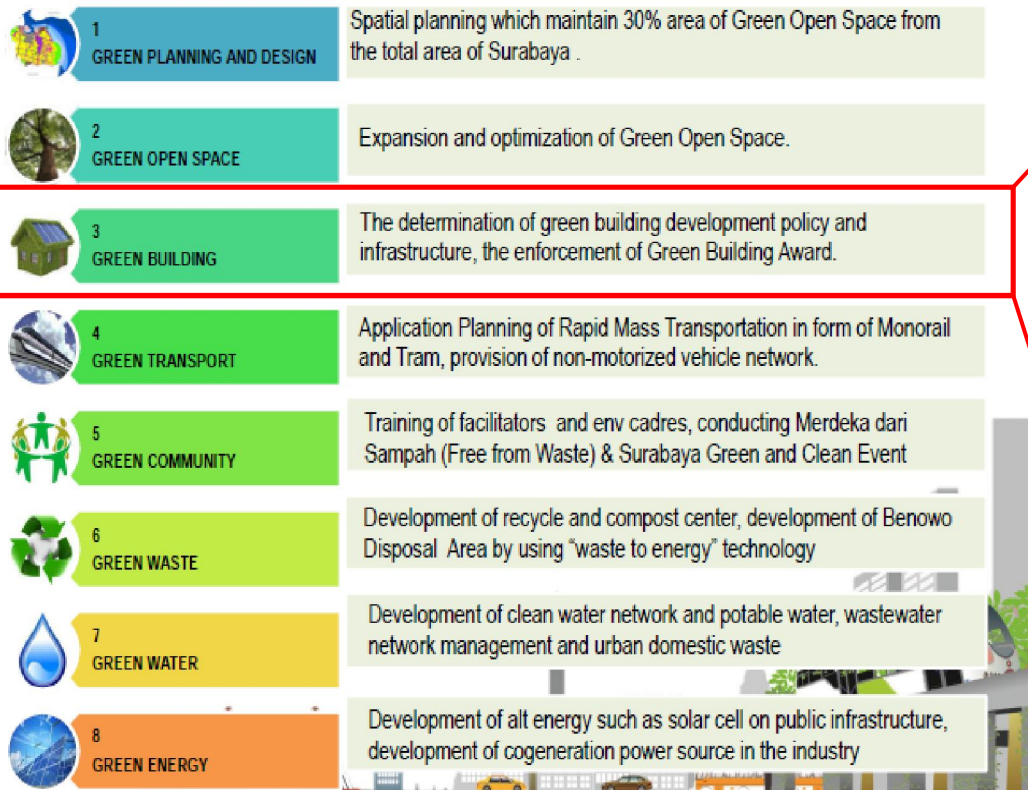 1
GREEN PLANNING AND DESIGN
Spatial planning which maintain 30% area of Green Open Space from
the total area of Surabaya .
2
GREEN OPEN SPACE
Expansion and optimization of Green Open Space.
3
GREEN BUILDING
The determination of green building development policy and
infrastructure, the enforcement of Green Building Award.
4
GREEN TRANSPORT
Application Planning of Rapid Mass Transportation in form of Monorail
and Tram, provision of non-motorized vehicle network.
5
GREEN COMMUNITY
Training of facilitators and env cadres, conducting Merdeka dari
Sampah (Free from Waste) & Surabaya Green and Clean Event
6
GREEN WASTE
Development of recycle and compost center, development of Benowo
Disposal Area by using “waste to energy” technology
7
GREEN WATER
Development of clean water network and potable water, wastewater
network management and urban domestic waste
8
GREEN ENERGY
Development of alt energy such as solar cell on public infrastructure,
development of cogeneration power source in the industry